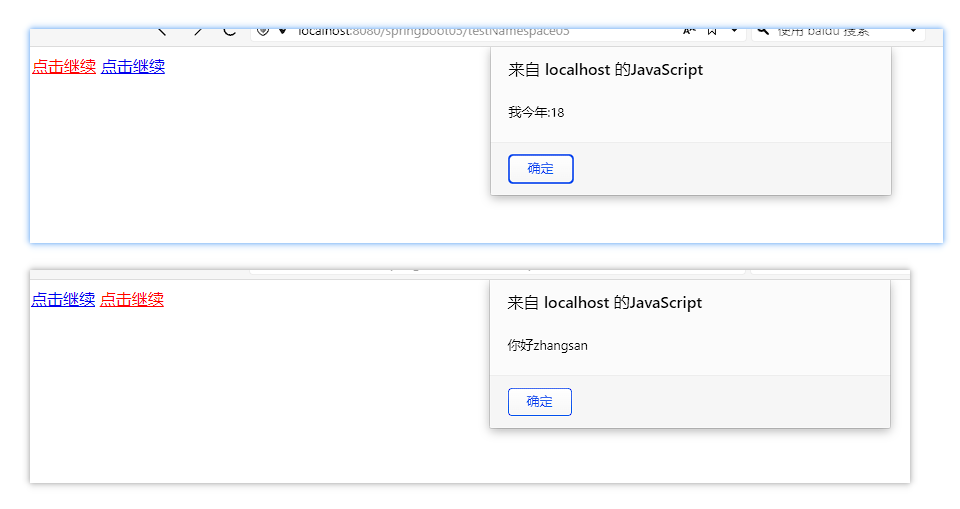 localhost:8080/springboot05/testNamespace05
使用 baidu 搜索
点击继续 点击继续
来自 localhost 的JavaScript
我今年:18
确定
点击继续 点击继续
来自 localhost 的JavaScript
你好zhangsan
确定